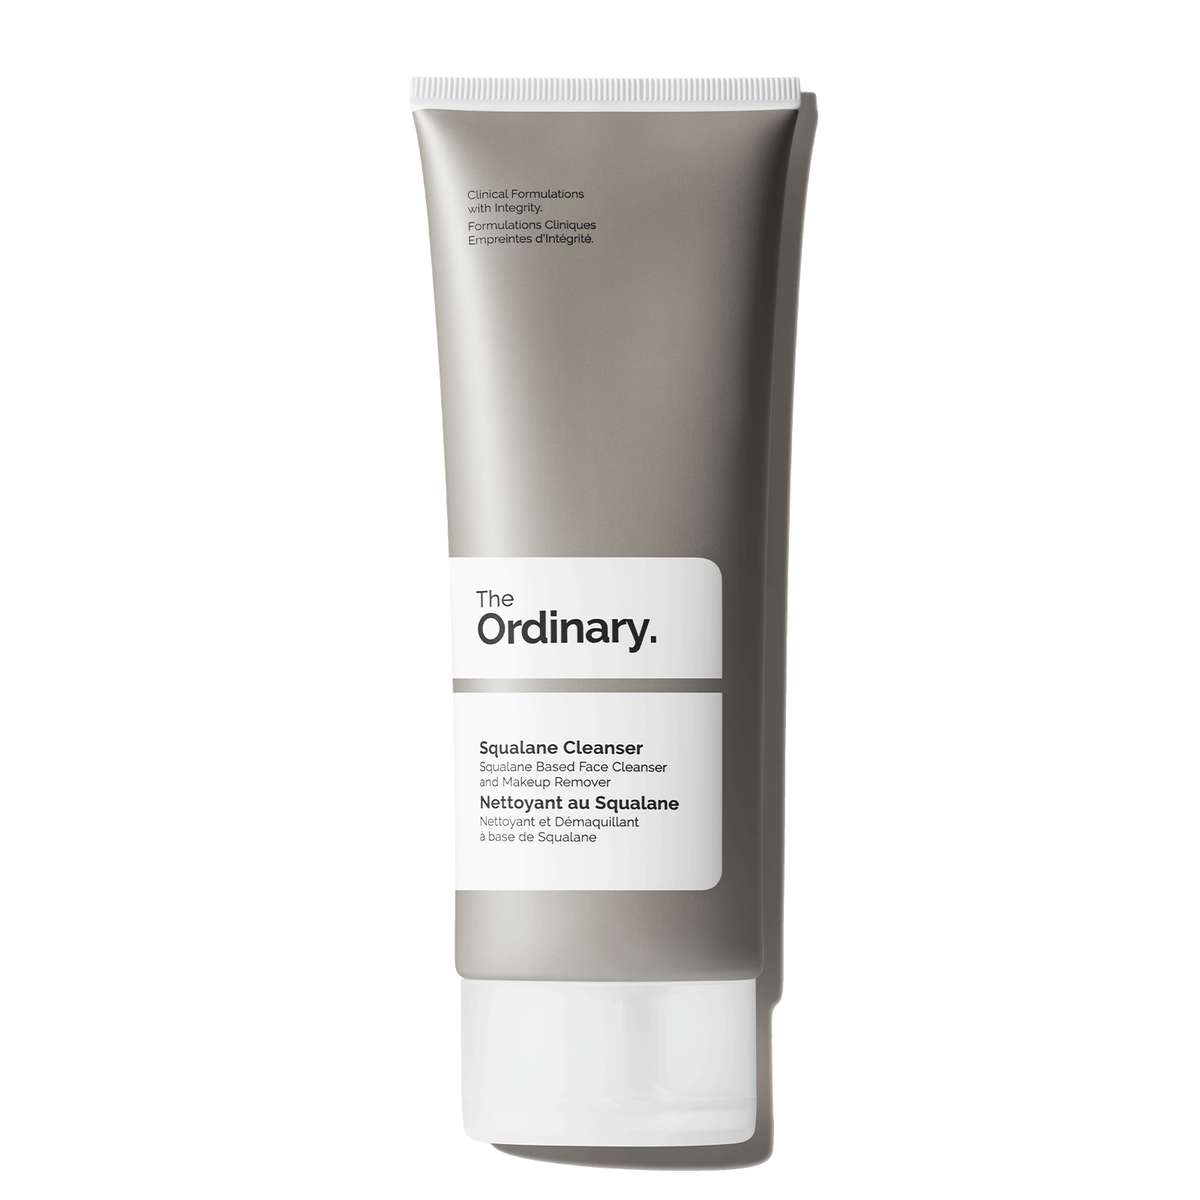 Clinical Formulations
with Integrity.
Formulations Cliniques
Empreintes d'Intégrité.
The
Ordinary.
Squalane Cleanser
Squalane Based Face Cleanser
and Makeup Remover
Nettoyant au Squalane
Nettoyant et Démaquillant
à base de Squalane